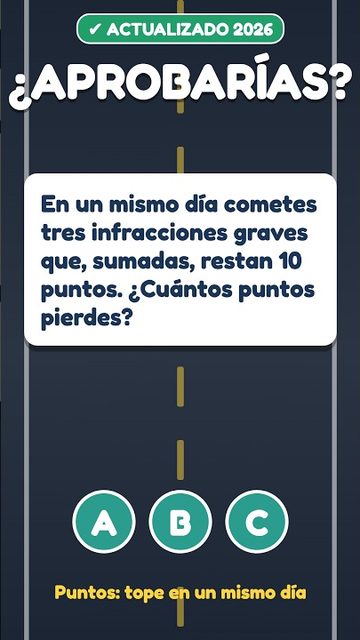 ✔ ACTUALIZADO 2026
¿APROBARÍAS?
En un mismo día cometes
tres infracciones graves
que, sumadas, restan 10
puntos. ¿Cuántos puntos
pierdes?
A B C
Puntos: tope en un mismo día